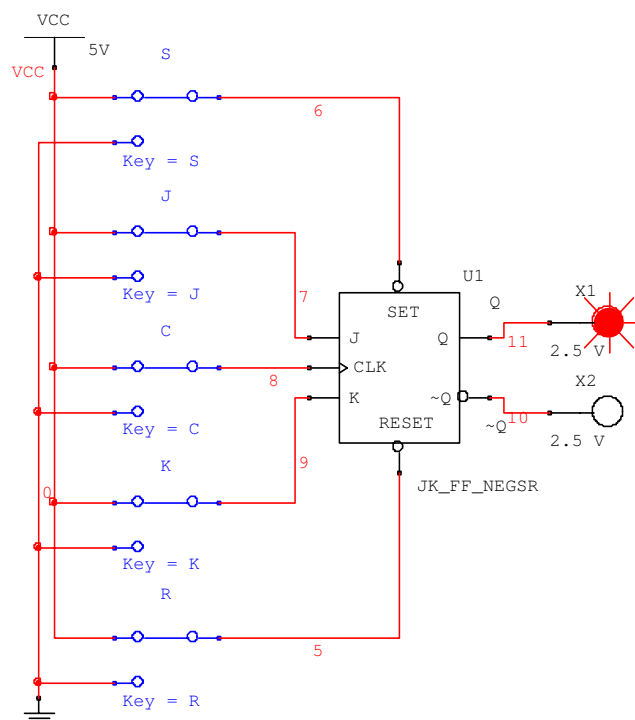 VCC
5V
VCC
S
6
Key = S
J
7
Key = J
C
8
Key = C
K
9
0
Key = K
R
5
Key = R
U1
SET
J
Q
CLK
K
~Q
RESET
JK_FF_NEGSR
Q
11
X1
2.5 V
X2
10
~Q
2.5 V